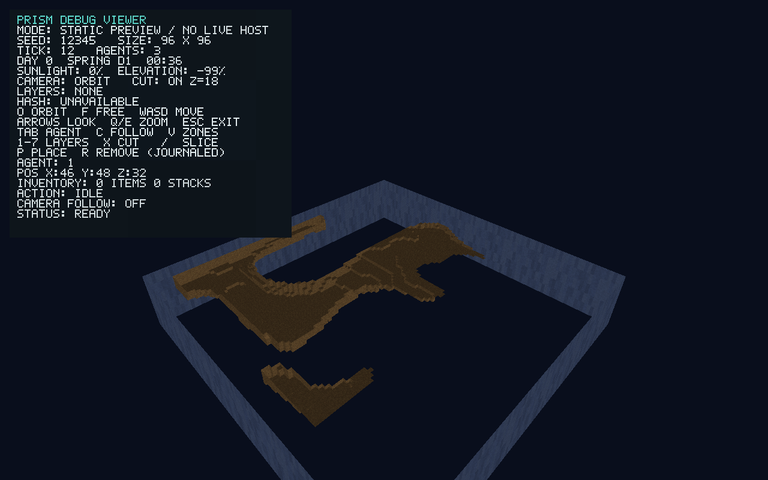 PRISM DEBUG VIEWER
MODE: STATIC PREVIEW / NO LIVE HOST
SEED: 12345 SIZE: 96 X 96
TICK: 12 AGENTS: 3
DAY 0 SPRING D1 00:36
SUNLIGHT: 0% ELEVATION: -99%
CAMERA: ORBIT CUT: ON Z=18
LAYERS: NONE
HASH: UNAVAILABLE
O ORBIT F FREE WASD MOVE
ARROWS LOOK Q/E ZOOM ESC EXIT
TAB AGENT C FOLLOW V ZONES
1-7 LAYERS X CUT / SLICE
P PLACE R REMOVE (JOURNALED)
AGENT: 1
POS X:46 Y:48 Z:32
INVENTORY: 0 ITEMS 0 STACKS
ACTION: IDLE
CAMERA FOLLOW: OFF
STATUS: READY